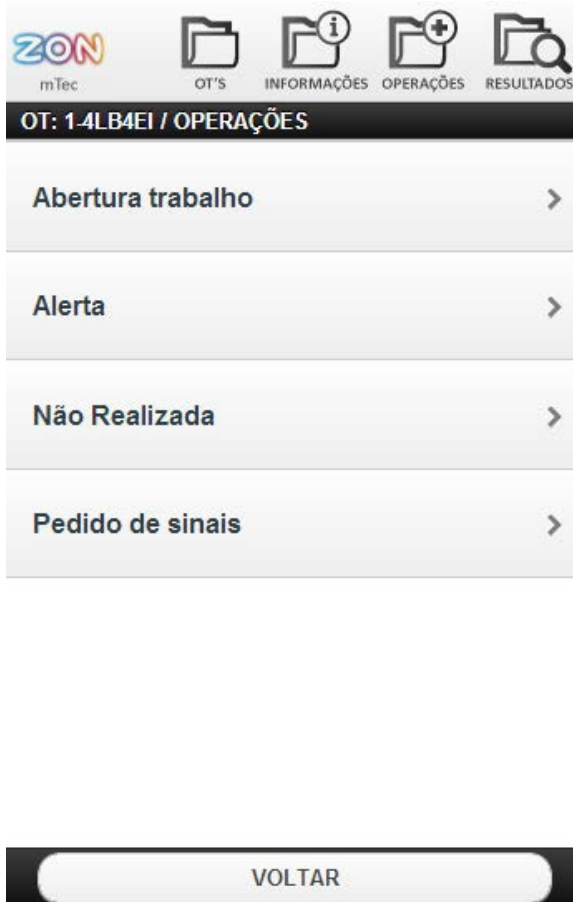 ZON
mTec
OT'S INFORMAÇÕES OPERAÇÕES RESULTADOS
OT: 1-4LB4EI / OPERAÇÕES
Abertura trabalho
Alerta
Não Realizada
Pedido de sinais
VOLTAR